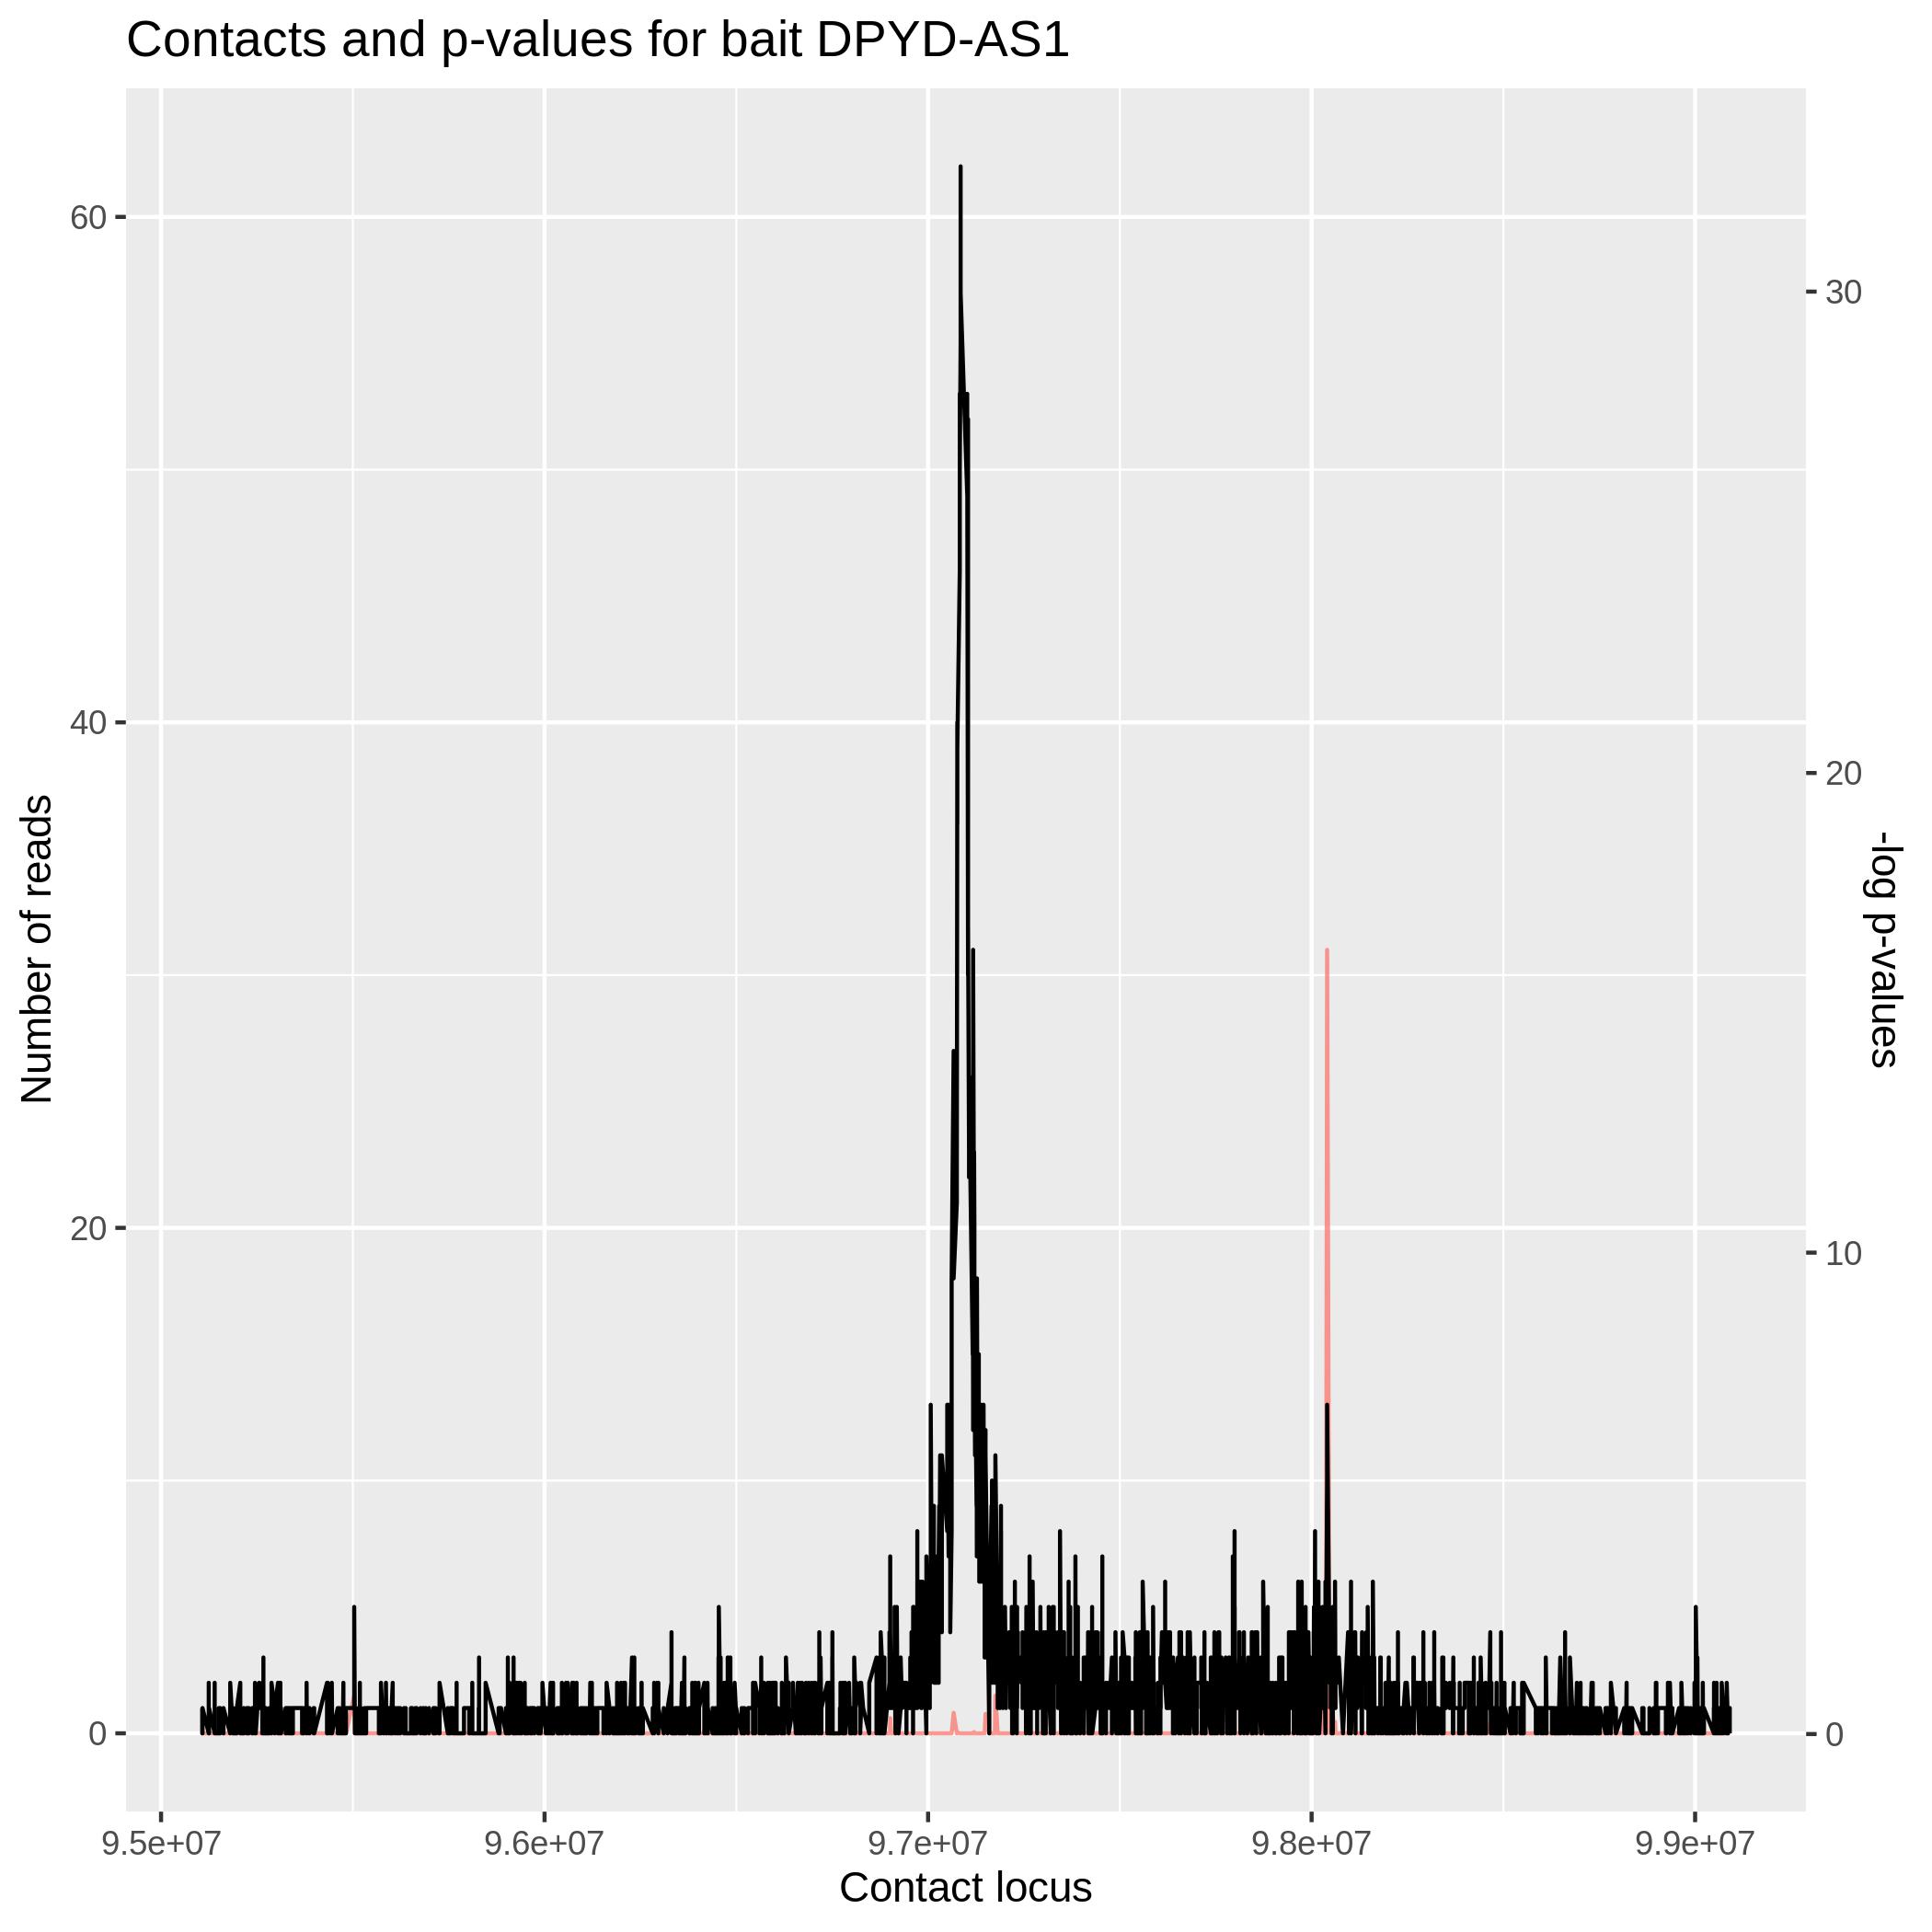 Contacts and p-values for bait DPYD-AS1
60
40
20
0
Number of reads
30
20
10
0
-log p-values
9.5e+07
9.6e+07
9.7e+07
9.8e+07
9.9e+07
Contact locus